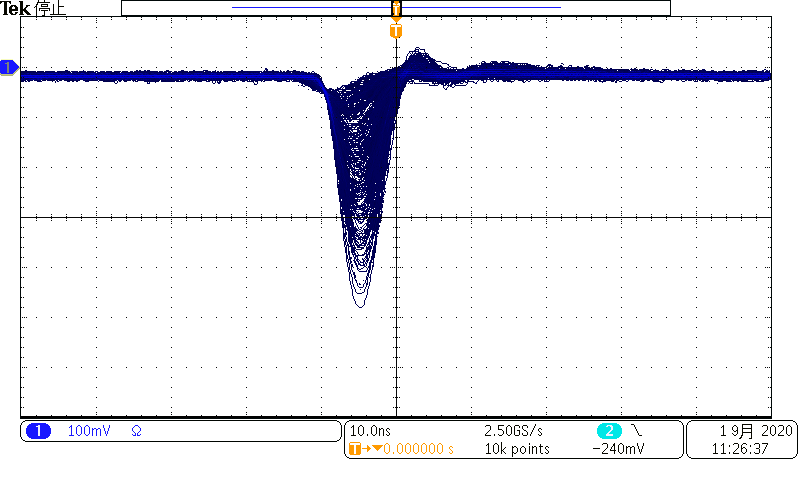 Tek 停止
T
T
1
1 100mV Ω
10.0ns 2.50GS/s 2 -240mV
T→▼0.000000 s 10k points
1 9月 2020
11:26:37